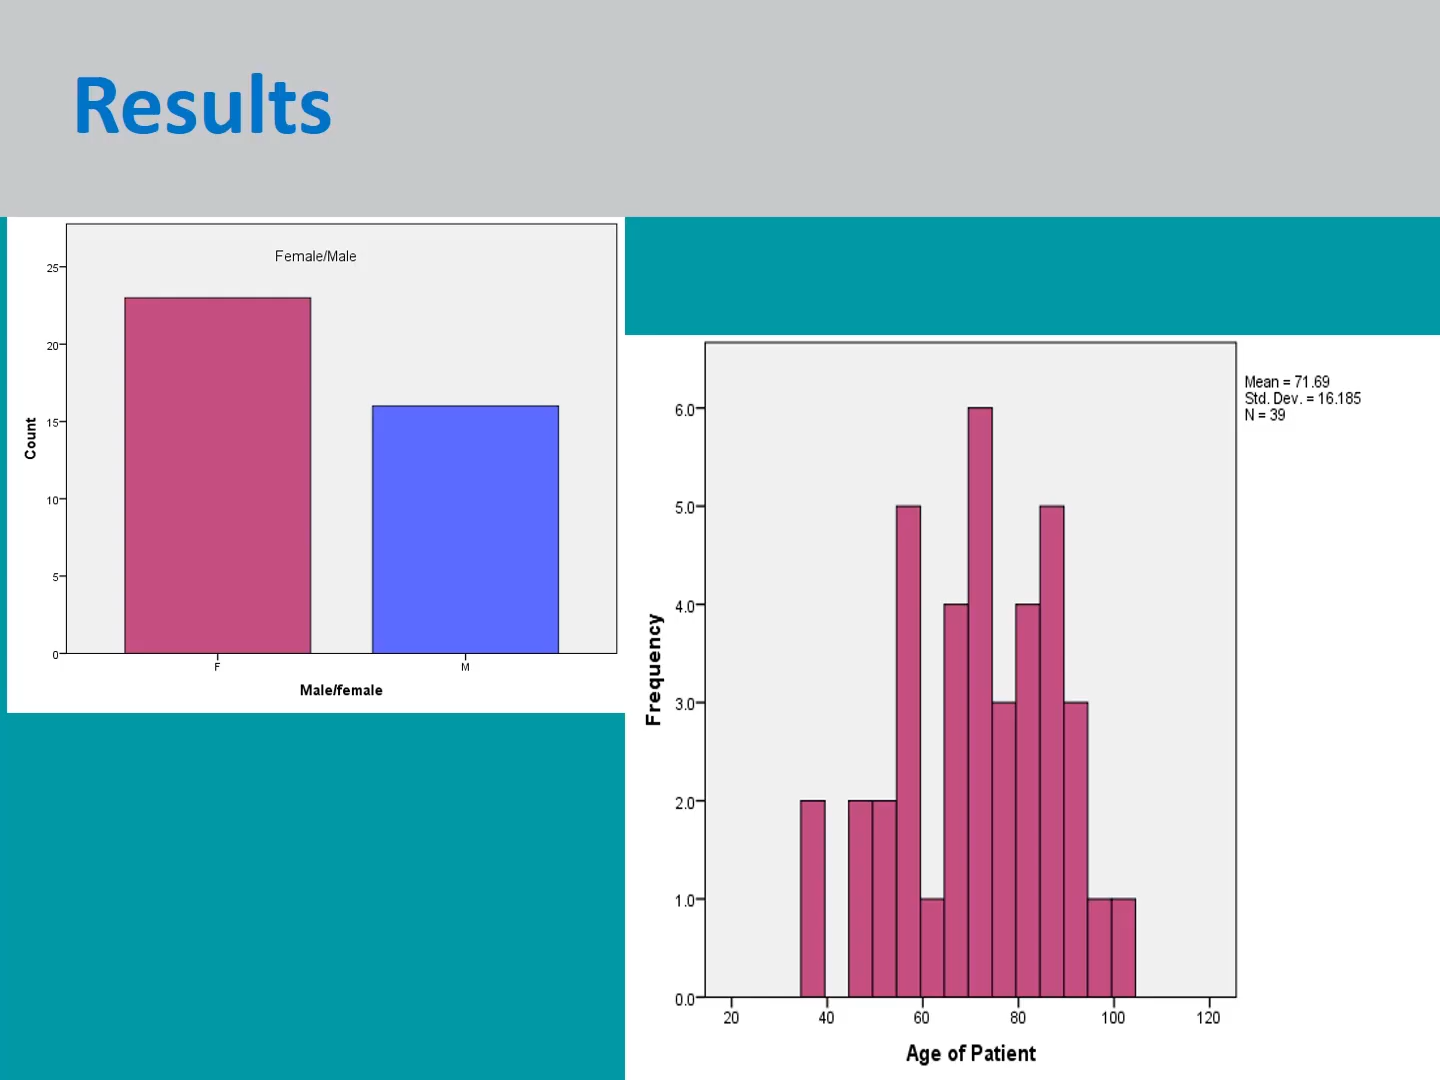 Results
Female/Male
25
20
15
10
5
0
Count
F M
Male/female
Mean = 71.69
Std. Dev. = 16.185
N = 39
6.0
5.0
4.0
3.0
2.0
1.0
0.0
Frequency
20 40 60 80 100 120
Age of Patient